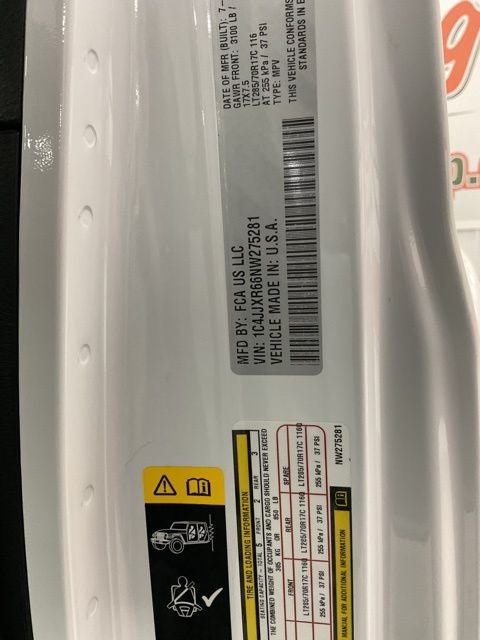 MFD BY: FCA US LLC
VIN: 1C4JJXR66NW275281
VEHICLE MADE IN: U.S.A.
DATE OF MFR (BUILT): 7-
GAWR FRONT: 3100 LB /
17X7.5
LT285/70R17C 116
AT 255 kPa / 37 PSI
TYPE: MPV
THIS VEHICLE CONFORMS
STANDARDS IN E
TIRE AND LOADING INFORMATION
SEATING CAPACITY - TOTAL 5 FRONT 2 REAR 3
THE COMBINED WEIGHT OF OCCUPANTS AND CARGO SHOULD NEVER EXCEED
385 KG OR 850 LB
FRONT REAR SPARE
LT285/70R17C 116Q LT285/70R17C 116Q LT285/70R17C 116Q
255 kPa / 37 PSI 255 kPa / 37 PSI 255 kPa / 37 PSI
MANUAL FOR ADDITIONAL INFORMATION
NW275281